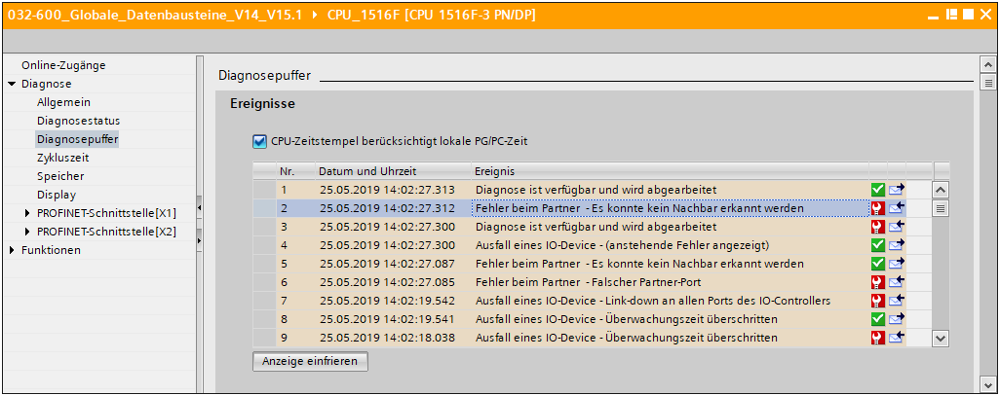 032-600_Globale_Datenbausteine_V14_V15.1 CPU_1516F [CPU 1516F-3 PN/DP]
Online-Zugänge
Diagnose
Allgemein
Diagnosestatus
Diagnosepuffer
Zykluszeit
Speicher
Display
PROFINET-Schnittstelle[X1]
PROFINET-Schnittstelle[X2]
Funktionen
Diagnosepuffer
Ereignisse
CPU-Zeitstempel berücksichtigt lokale PG/PC-Zeit
Nr. Datum und Uhrzeit Ereignis
1 25.05.2019 14:02:27.313 Diagnose ist verfügbar und wird abgearbeitet
2 25.05.2019 14:02:27.312 Fehler beim Partner - Es konnte kein Nachbar erkannt werden
3 25.05.2019 14:02:27.300 Diagnose ist verfügbar und wird abgearbeitet
4 25.05.2019 14:02:27.300 Ausfall eines IO-Device - (anstehende Fehler angezeigt)
5 25.05.2019 14:02:27.087 Fehler beim Partner - Es konnte kein Nachbar erkannt werden
6 25.05.2019 14:02:27.085 Fehler beim Partner - Falscher Partner-Port
7 25.05.2019 14:02:19.542 Ausfall eines IO-Device - Link-down an allen Ports des IO-Controllers
8 25.05.2019 14:02:19.541 Ausfall eines IO-Device - Überwachungszeit überschritten
9 25.05.2019 14:02:18.038 Ausfall eines IO-Device - Überwachungszeit überschritten
Anzeige einfrieren